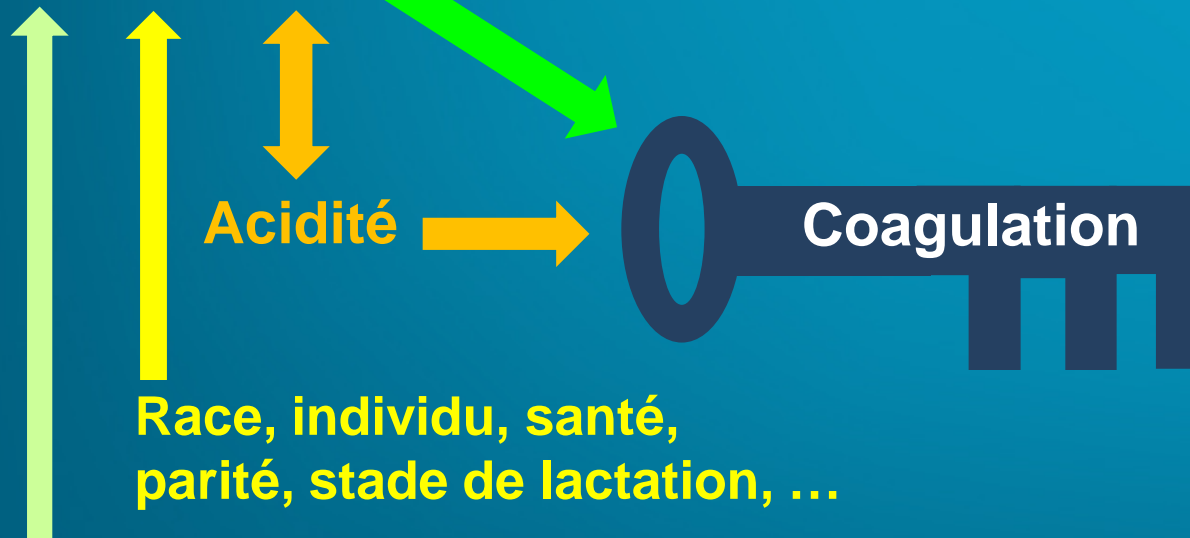 Acidité
Coagulation
Race, individu, santé,
parité, stade de lactation, …